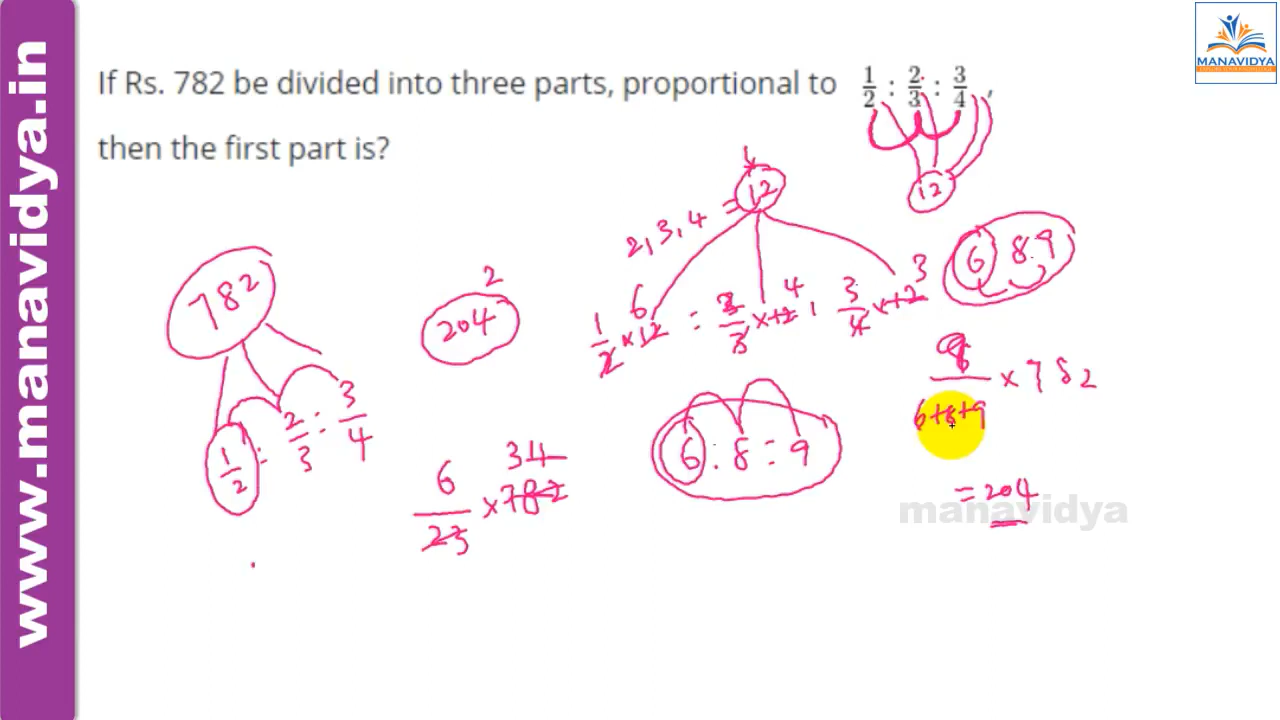 www.manavidya.in
MANAVIDYA
If Rs. 782 be divided into three parts, proportional to 1/2 : 2/3 : 3/4 ,
then the first part is?
12
12
2, 3, 4
6 8 9
782
204
2
1/2 × 12 6 : 2/3 × 12 4 : 3/4 × 12 3
1/2 : 2/3 : 3/4
6 : 8 : 9
6/23 × 782 34
6+8+9
× 782
= 204
manavidya